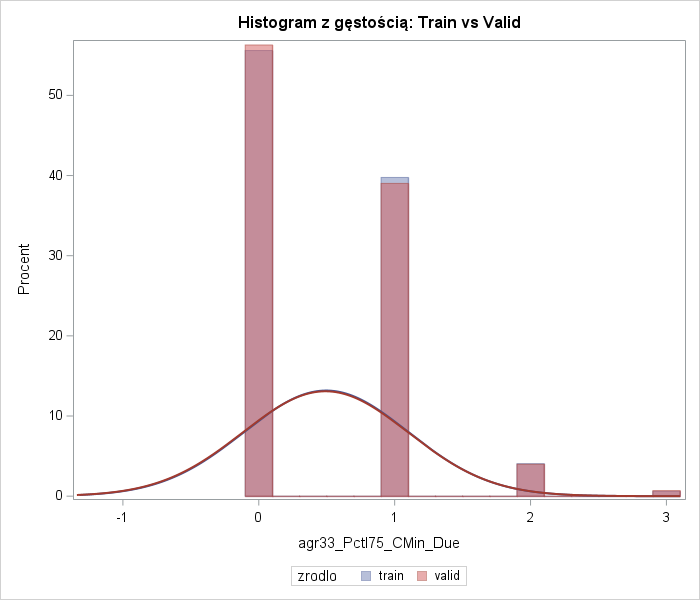 Histogram z gęstością: Train vs Valid
Procent
50
40
30
20
10
0
-1 0 1 2 3
agr33_Pctl75_CMin_Due
zrodlo train valid